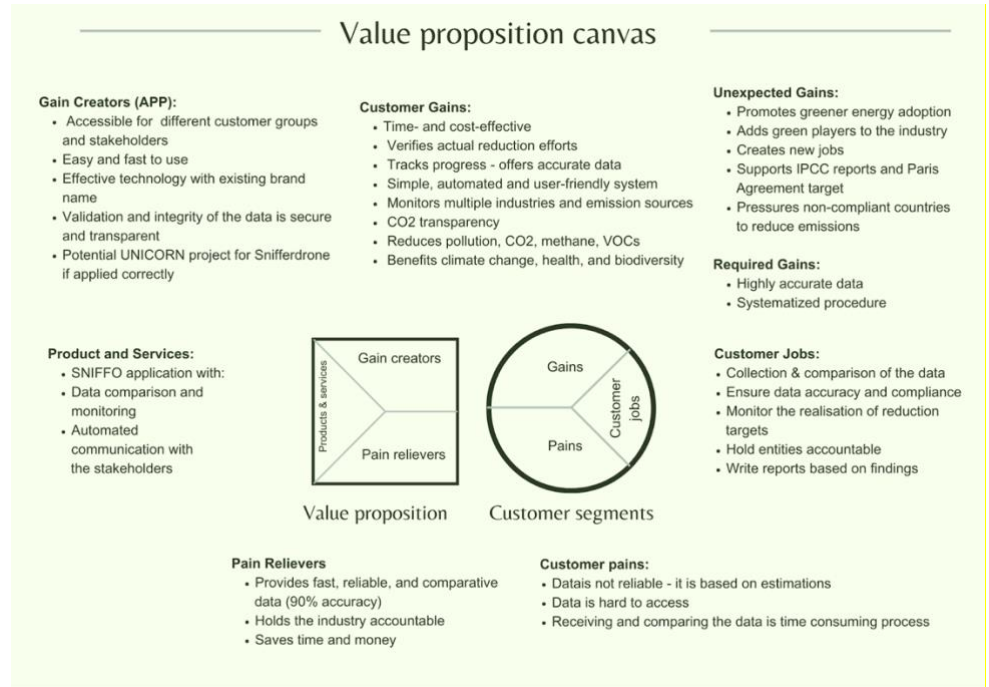 Value proposition canvas
Gain Creators (APP):
• Accessible for different customer groups
and stakeholders
• Easy and fast to use
• Effective technology with existing brand
name
• Validation and integrity of the data is secure
and transparent
• Potential UNICORN project for Snifferdrone
if applied correctly
Customer Gains:
• Time- and cost-effective
• Verifies actual reduction efforts
• Tracks progress - offers accurate data
• Simple, automated and user-friendly system
• Monitors multiple industries and emission sources
• CO2 transparency
• Reduces pollution, CO2, methane, VOCs
• Benefits climate change, health, and biodiversity
Unexpected Gains:
• Promotes greener energy adoption
• Adds green players to the industry
• Creates new jobs
• Supports IPCC reports and Paris
Agreement target
• Pressures non-compliant countries
to reduce emissions
Required Gains:
• Highly accurate data
• Systematized procedure
Product and Services:
• SNIFFO application with:
• Data comparison and
monitoring
• Automated
communication with
the stakeholders
Products & services
Gain creators
Pain relievers
Value proposition
Gains
Pains
Customer
jobs
Customer segments
Customer Jobs:
• Collection & comparison of the data
• Ensure data accuracy and compliance
• Monitor the realisation of reduction
targets
• Hold entities accountable
• Write reports based on findings
Pain Relievers
• Provides fast, reliable, and comparative
data (90% accuracy)
• Holds the industry accountable
• Saves time and money
Customer pains:
• Datais not reliable - it is based on estimations
• Data is hard to access
• Receiving and comparing the data is time consuming process